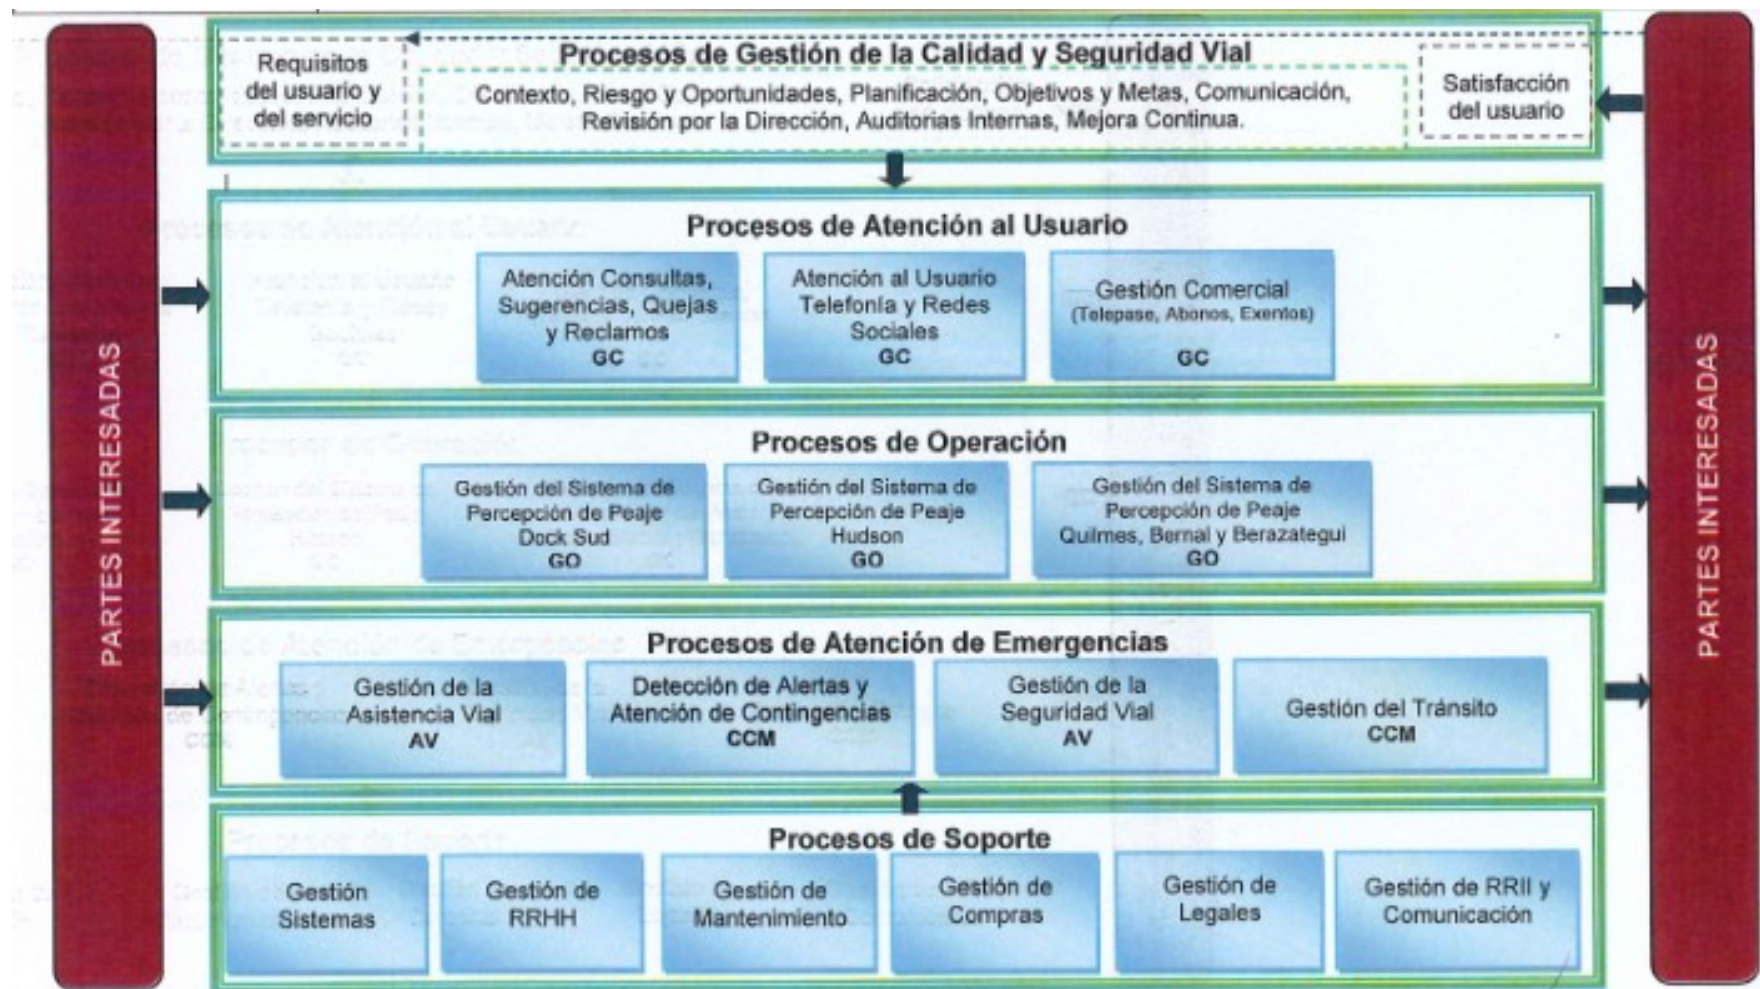 PARTES INTERESADAS
Procesos de Gestión de la Calidad y Seguridad Vial
Requisitos
del usuario y
del servicio
Contexto, Riesgo y Oportunidades, Planificación, Objetivos y Metas, Comunicación,
Revisión por la Dirección, Auditorias Internas, Mejora Continua.
Satisfacción
del usuario
Procesos de Atención al Usuario
Atención Consultas,
Sugerencias, Quejas
y Reclamos
GC
Atención al Usuario
Telefonía y Redes
Sociales
GC
Gestión Comercial
(Telepase, Abonos, Exentos)
GC
Procesos de Operación
Gestión del Sistema de
Percepción de Peaje
Dock Sud
GO
Gestión del Sistema de
Percepción de Peaje
Hudson
GO
Gestión del Sistema de
Percepción de Peaje
Quilmes, Bernal y Berazategui
GO
Procesos de Atención de Emergencias
Gestión de la
Asistencia Vial
AV
Detección de Alertas y
Atención de Contingencias
CCM
Gestión de la
Seguridad Vial
AV
Gestión del Tránsito
CCM
Procesos de Soporte
Gestión
Sistemas
Gestión de
RRHH
Gestión de
Mantenimiento
Gestión de
Compras
Gestión de
Legales
Gestión de RRII y
Comunicación
PARTES INTERESADAS